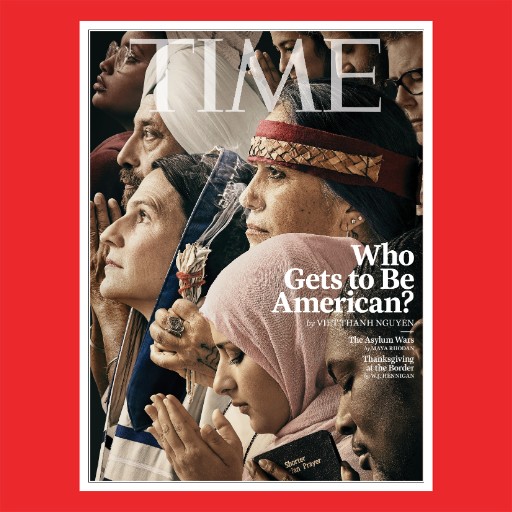 TIME
Who
Gets to Be
American?
by VIET THANH NGUYEN
The Asylum Wars
by MAYA RHODAN
Thanksgiving
at the Border
by W.J. HENNIGAN
Shorter
Prayer